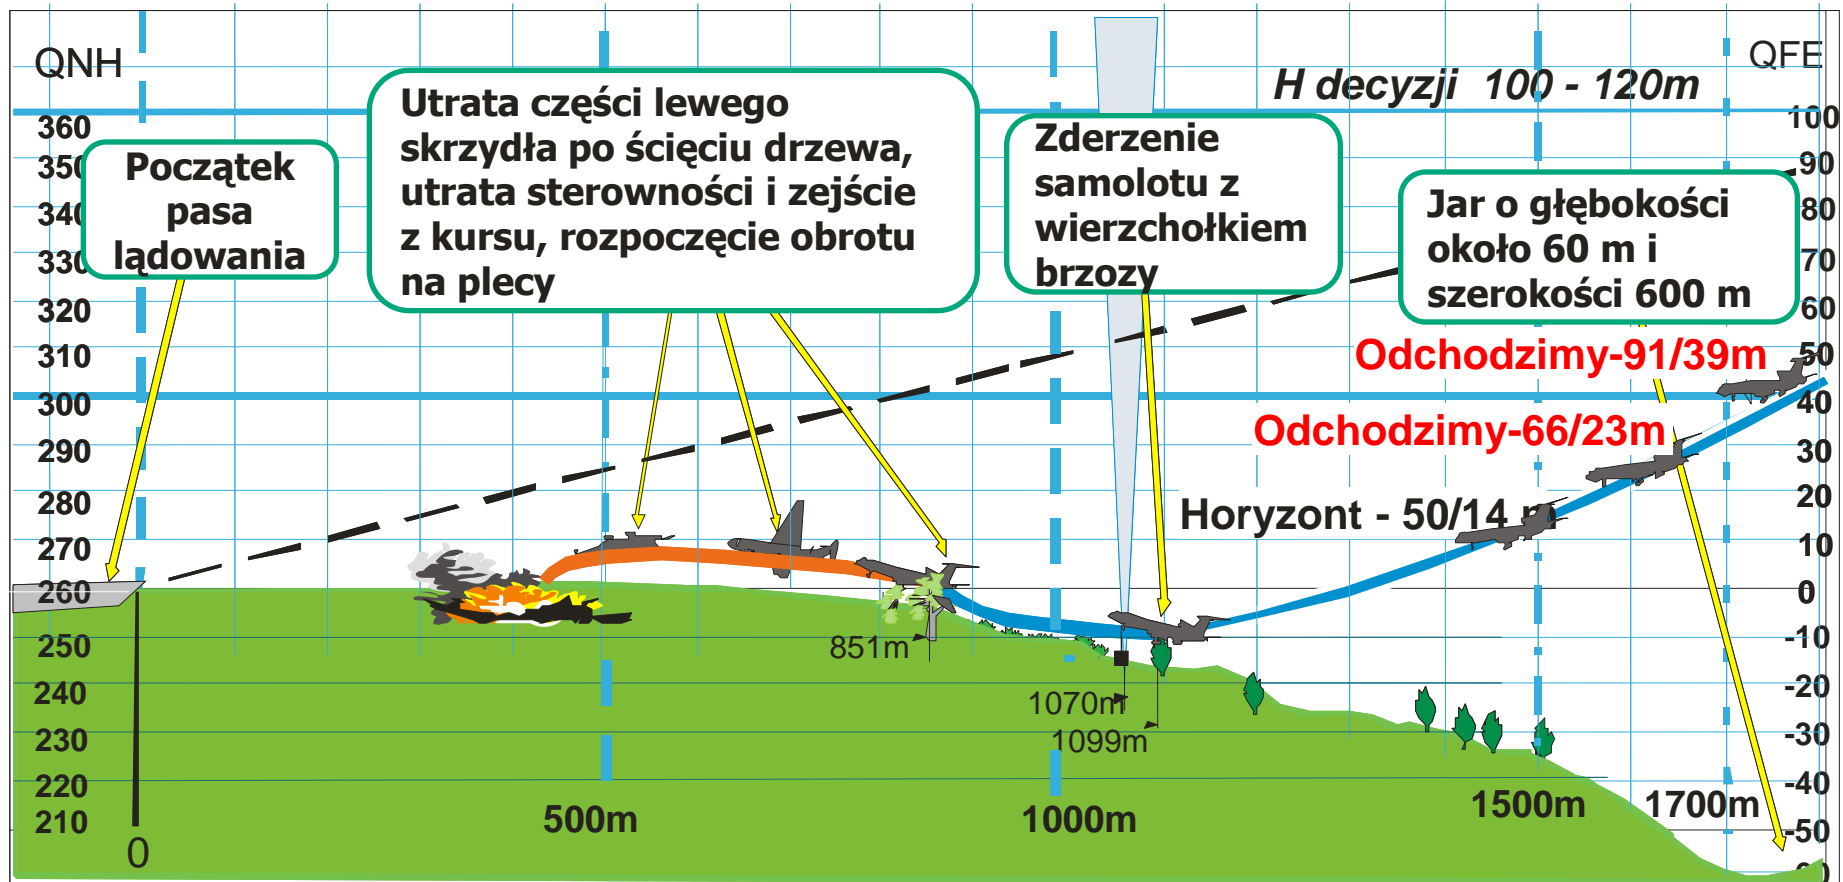 QNH
QFE
H decyzji 100 - 120m
Początek
pasa
lądowania
Utrata części lewego
skrzydła po ścięciu drzewa,
utrata sterowności i zejście
z kursu, rozpoczęcie obrotu
na plecy
Zderzenie
samolotu z
wierzchołkiem
brzozy
Jar o głębokości
około 60 m i
szerokości 600 m
Odchodzimy-91/39m
Odchodzimy-66/23m
Horyzont - 50/14 m
360
350
340
330
320
310
300
290
280
270
260
250
240
230
220
210
100
90
80
70
60
50
40
30
20
10
0
-10
-20
-30
-40
-50
851m
1070m
1099m
0
500m
1000m
1500m
1700m